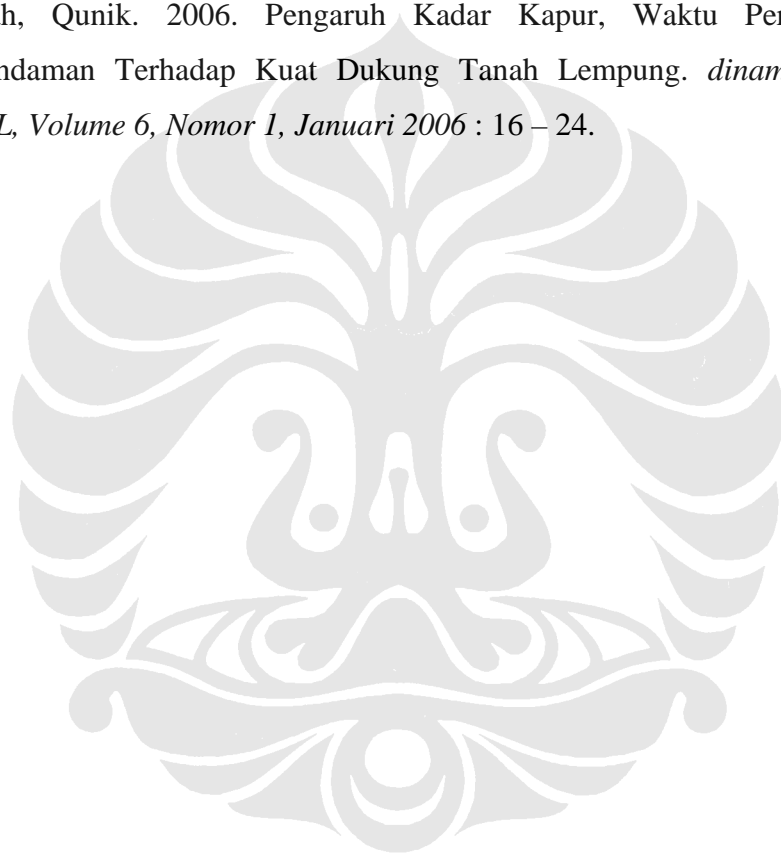 ah, Qunik. 2006. Pengaruh Kadar Kapur, Waktu Per
ndaman Terhadap Kuat Dukung Tanah Lempung. dinam
L, Volume 6, Nomor 1, Januari 2006 : 16 – 24.